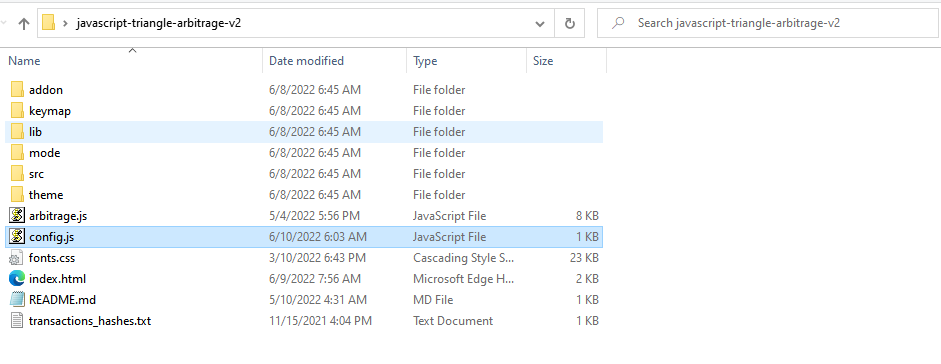 javascript-triangle-arbitrage-v2 Search javascript-triangle-arbitrage-v2
Name Date modified Type Size
addon 6/8/2022 6:45 AM File folder
keymap 6/8/2022 6:45 AM File folder
lib 6/8/2022 6:45 AM File folder
mode 6/8/2022 6:45 AM File folder
src 6/8/2022 6:45 AM File folder
theme 6/8/2022 6:45 AM File folder
arbitrage.js 5/4/2022 5:56 PM JavaScript File 8 KB
config.js 6/10/2022 6:03 AM JavaScript File 1 KB
fonts.css 3/10/2022 6:43 PM Cascading Style S... 23 KB
index.html 6/9/2022 7:56 AM Microsoft Edge H... 2 KB
README.md 5/10/2022 4:31 AM MD File 1 KB
transactions_hashes.txt 11/15/2021 4:04 PM Text Document 1 KB